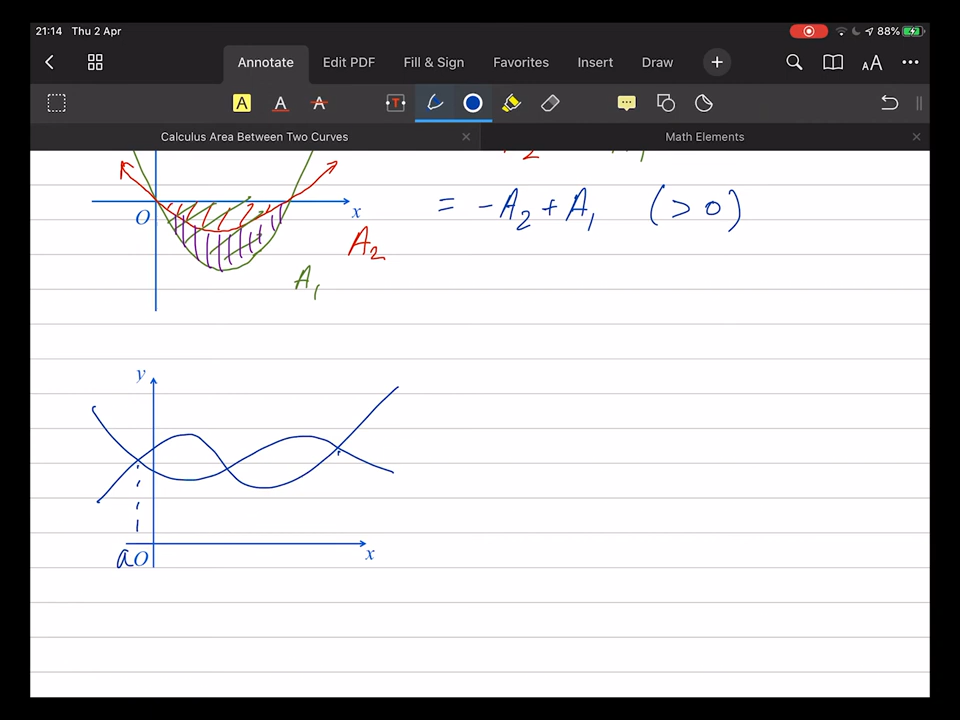 21:14 Thu 2 Apr 88%
Annotate Edit PDF Fill & Sign Favorites Insert Draw + AA
A T
Calculus Area Between Two Curves × Math Elements ×
= -A₂ + A₁ (> 0)
O x
A₂
A₁
y
a O x